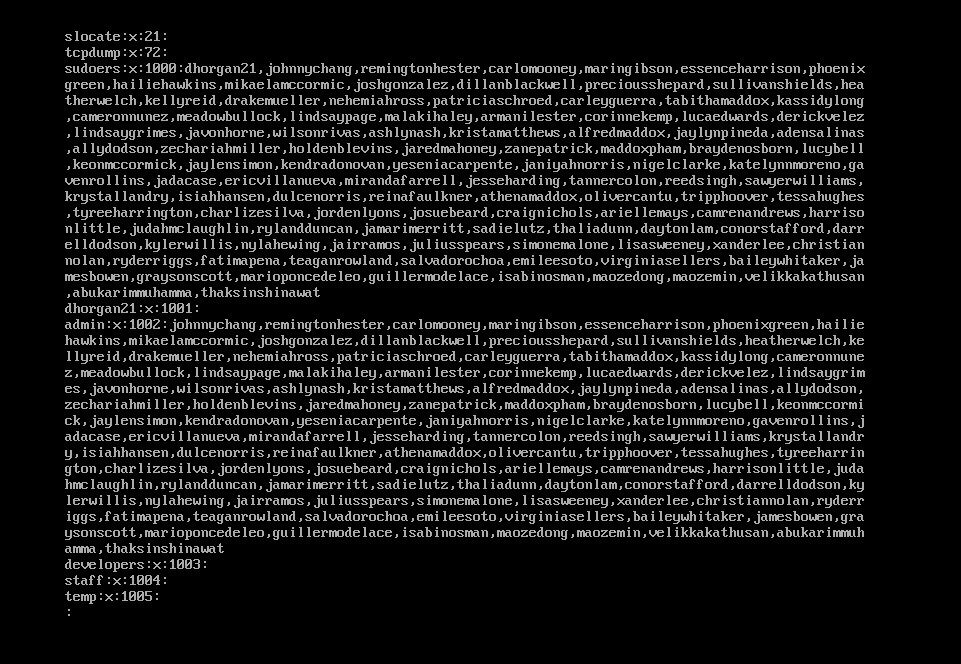 slocate:x:21:
tcpdump:x:72:
sudoers:x:1000:dhorgan21,johnnychang,remingtonhester,carlomooney,maringibson,essenceharrison,phoenix
green,hailiehawkins,mikaelamccormic,joshgonzalez,dillanblackwell,preciousshepard,sullivanshields,hea
therwelch,kellyreid,drakemueller,nehemiahross,patriciaschroed,carleyguerra,tabithamaddox,kassidylong
,cameronnunez,meadowbullock,lindsaypage,malakihaley,armanilester,corinnekemp,lucaedwards,derickvelez
,lindsaygrimes,javonhorne,wilsonrivas,ashlynash,kristamatthews,alfredmaddox,jaylynpineda,adensalinas
,allydodson,zechariahmiller,holdenblevins,jaredmahoney,zanepatrick,maddoxpham,braydenosborn,lucybell
,keonmccormick,jaylensimon,kendradonovan,yeseniacarpente,janiyahnorris,nigelclarke,katelynnmoreno,ga
venrollins,jadacase,ericvillanueva,mirandafarrell,jesseharding,tannercolon,reedsingh,sawyerwilliams,
krystallandry,isiahhansen,dulcenorris,reinafaulkner,athenamaddox,olivercantu,tripphoover,tessahughes
,tyreeharrington,charlizesilva,jordenlyons,josuebeard,craignichols,ariellemays,camrenandrews,harriso
nlittle,judahmclaughlin,rylandduncan,jamarimerritt,sadielutz,thaliadunn,daytonlam,conorstafford,darr
elldodson,kylerwillis,nylahewing,jairramos,juliusspears,simonemalone,lisasweeney,xanderlee,christian
nolan,ryderriggs,fatimapena,teaganrowland,salvadorochoa,emileesoto,virginiasellers,baileywhitaker,ja
mesbowen,graysonscott,marioponcedeleo,guillermodelace,isabinosman,maozedong,maozemin,velikkakathusan
,abukarimmuhamma,thaksinshinawat
dhorgan21:x:1001:
admin:x:1002:johnnychang,remingtonhester,carlomooney,maringibson,essenceharrison,phoenixgreen,hailie
hawkins,mikaelamccormic,joshgonzalez,dillanblackwell,preciousshepard,sullivanshields,heatherwelch,ke
llyreid,drakemueller,nehemiahross,patriciaschroed,carleyguerra,tabithamaddox,kassidylong,cameronnune
z,meadowbullock,lindsaypage,malakihaley,armanilester,corinnekemp,lucaedwards,derickvelez,lindsaygrim
es,javonhorne,wilsonrivas,ashlynash,kristamatthews,alfredmaddox,jaylynpineda,adensalinas,allydodson,
zechariahmiller,holdenblevins,jaredmahoney,zanepatrick,maddoxpham,braydenosborn,lucybell,keonmccormi
ck,jaylensimon,kendradonovan,yeseniacarpente,janiyahnorris,nigelclarke,katelynnmoreno,gavenrollins,j
adacase,ericvillanueva,mirandafarrell,jesseharding,tannercolon,reedsingh,sawyerwilliams,krystallandr
y,isiahhansen,dulcenorris,reinafaulkner,athenamaddox,olivercantu,tripphoover,tessahughes,tyreeharrin
gton,charlizesilva,jordenlyons,josuebeard,craignichols,ariellemays,camrenandrews,harrisonlittle,juda
hmclaughlin,rylandduncan,jamarimerritt,sadielutz,thaliadunn,daytonlam,conorstafford,darrelldodson,ky
lerwillis,nylahewing,jairramos,juliusspears,simonemalone,lisasweeney,xanderlee,christiannolan,ryderr
iggs,fatimapena,teaganrowland,salvadorochoa,emileesoto,virginiasellers,baileywhitaker,jamesbowen,gra
ysonscott,marioponcedeleo,guillermodelace,isabinosman,maozedong,maozemin,velikkakathusan,abukarimmuh
amma,thaksinshinawat
developers:x:1003:
staff:x:1004:
temp:x:1005:
: